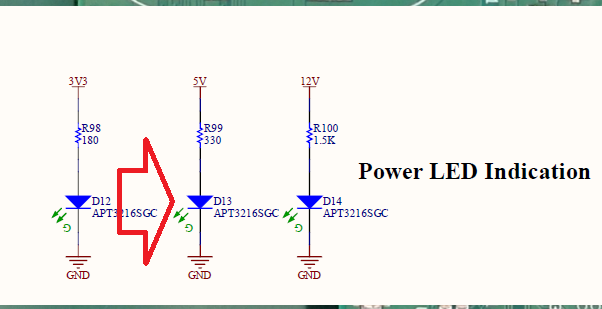 3V3
5V
12V
R98
180
R99
330
R100
1.5K
Power LED Indication
D12
APT3216SGC
D13
APT3216SGC
D14
APT3216SGC
G
G
G
GND
GND
GND